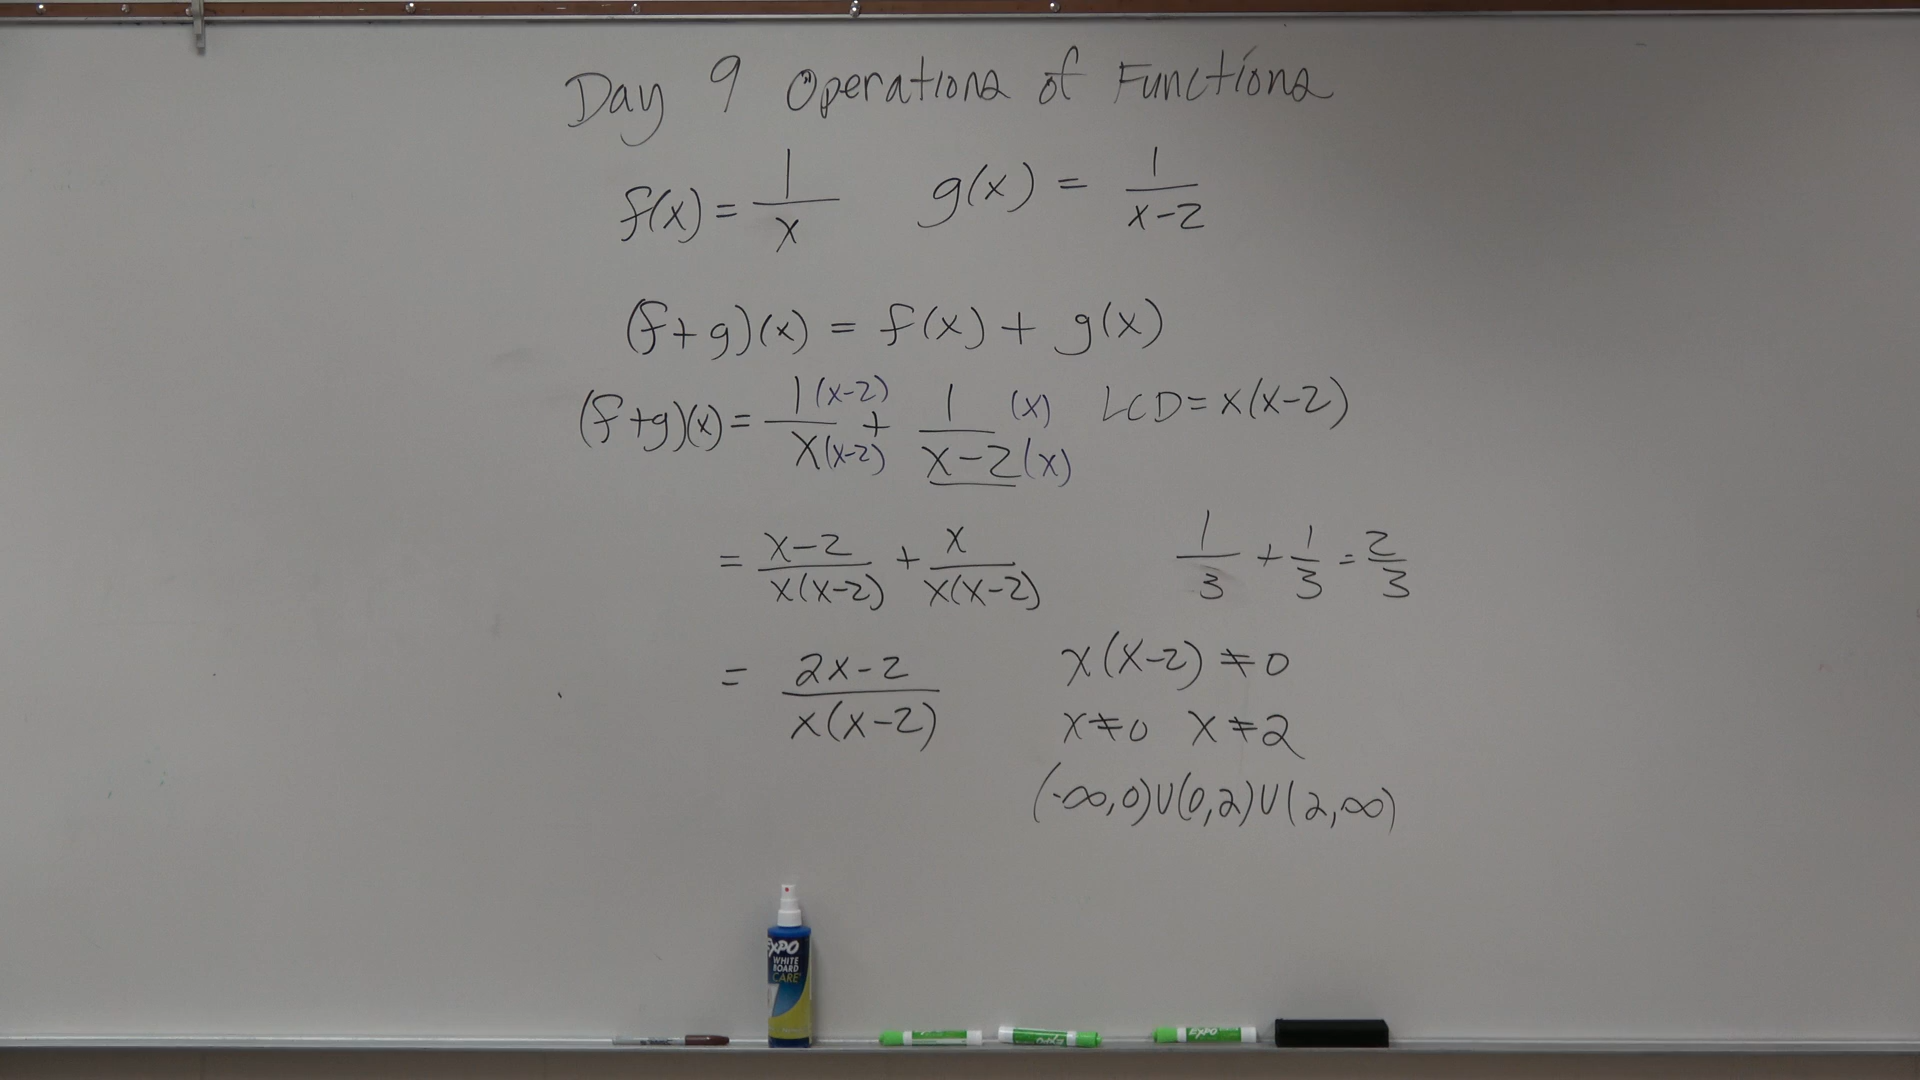 Day 9 Operations of Functions
f(x) = 1/x g(x) = 1/(x-2)
(f+g)(x) = f(x) + g(x)
(f+g)(x) = 1(x-2)/x(x-2) + 1(x)/x-2(x) LCD = x(x-2)
= x-2/x(x-2) + x/x(x-2) 1/3 + 1/3 = 2/3
= 2x-2/x(x-2) x(x-2) ≠ 0
x≠0 x≠2
(-∞,0)∪(0,2)∪(2,∞)
EXPO
WHITE
BOARD
CARE
EXPO